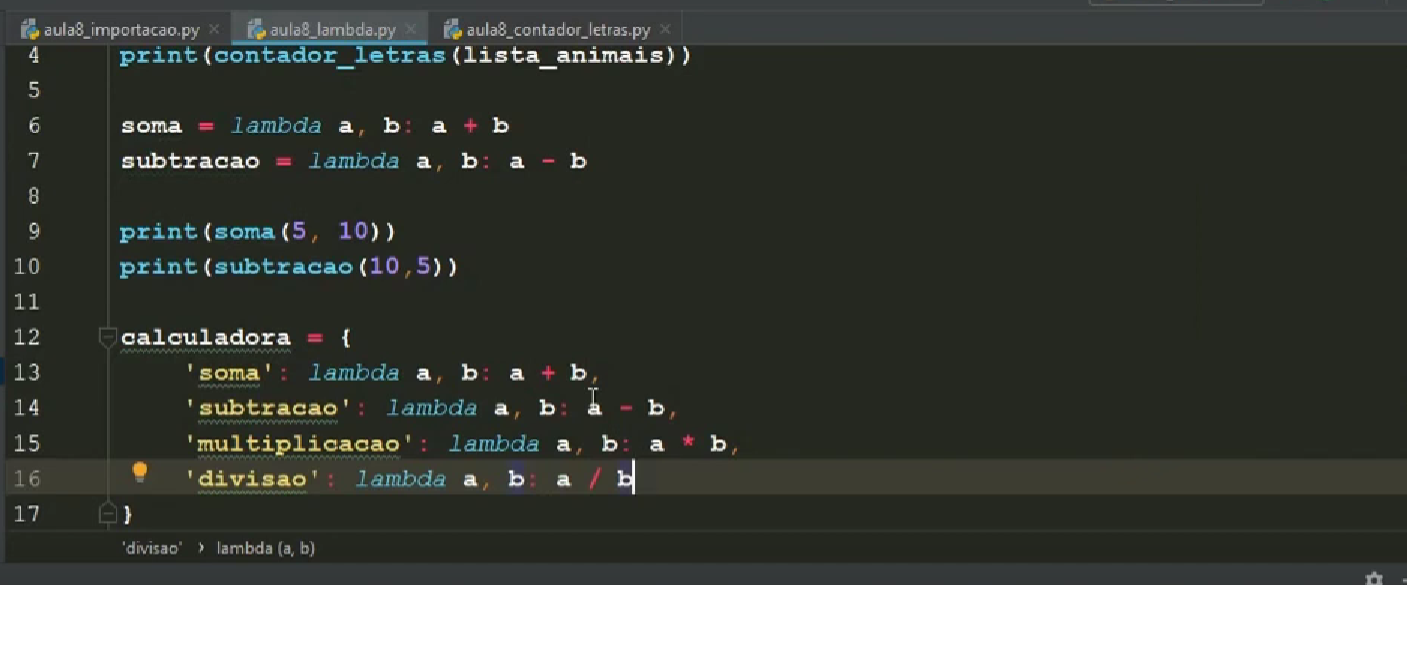 aula8_importacao.py × aula8_lambda.py × aula8_contador_letras.py ×
4 print(contador_letras(lista_animais))
5
6 soma = lambda a, b: a + b
7 subtracao = lambda a, b: a - b
8
9 print(soma(5, 10))
10 print(subtracao(10,5))
11
12 calculadora = {
13 'soma': lambda a, b: a + b,
14 'subtracao': lambda a, b: a - b,
15 'multiplicacao': lambda a, b: a * b,
16 'divisao': lambda a, b: a / b
17 }
'divisao' › lambda (a, b)